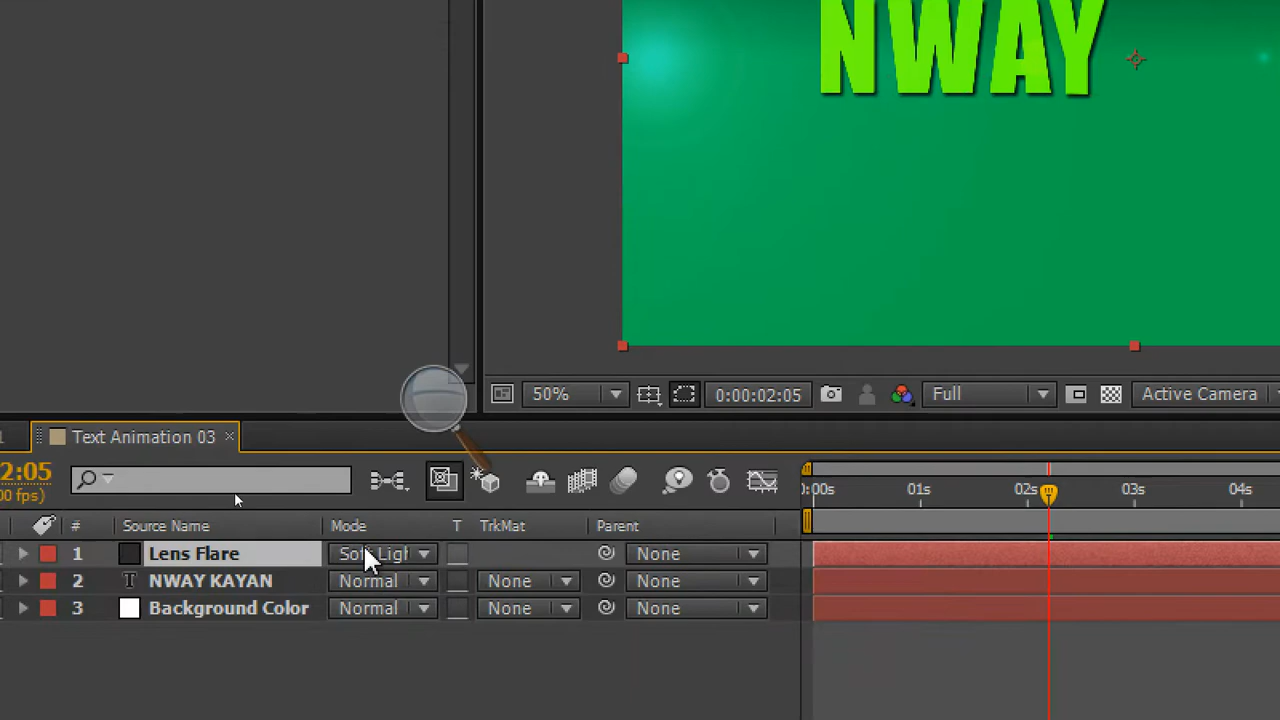 NWAY
50% 0:00:02:05 Full Active Camera
Text Animation 03 ×
2:05
00 fps)
:00s 01s 02s 03s 04s
# Source Name Mode T TrkMat Parent
1 Lens Flare Soft Ligh None
2 NWAY KAYAN Normal None None
3 Background Color Normal None None